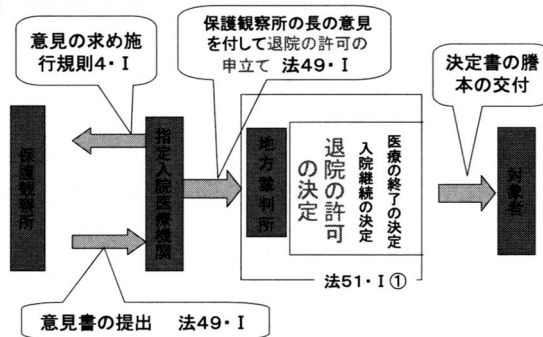 意見の求め施
行規則4・Ⅰ
保護観察所の長の意見
を付して退院の許可の
申立て 法49・Ⅰ
決定書の謄
本の交付
保護観察所
指定入院医療機関
地方裁判所
退院の許可
の決定
入院継続の決定
医療の終了の決定
対象者
法51・Ⅰ①
意見書の提出 法49・Ⅰ